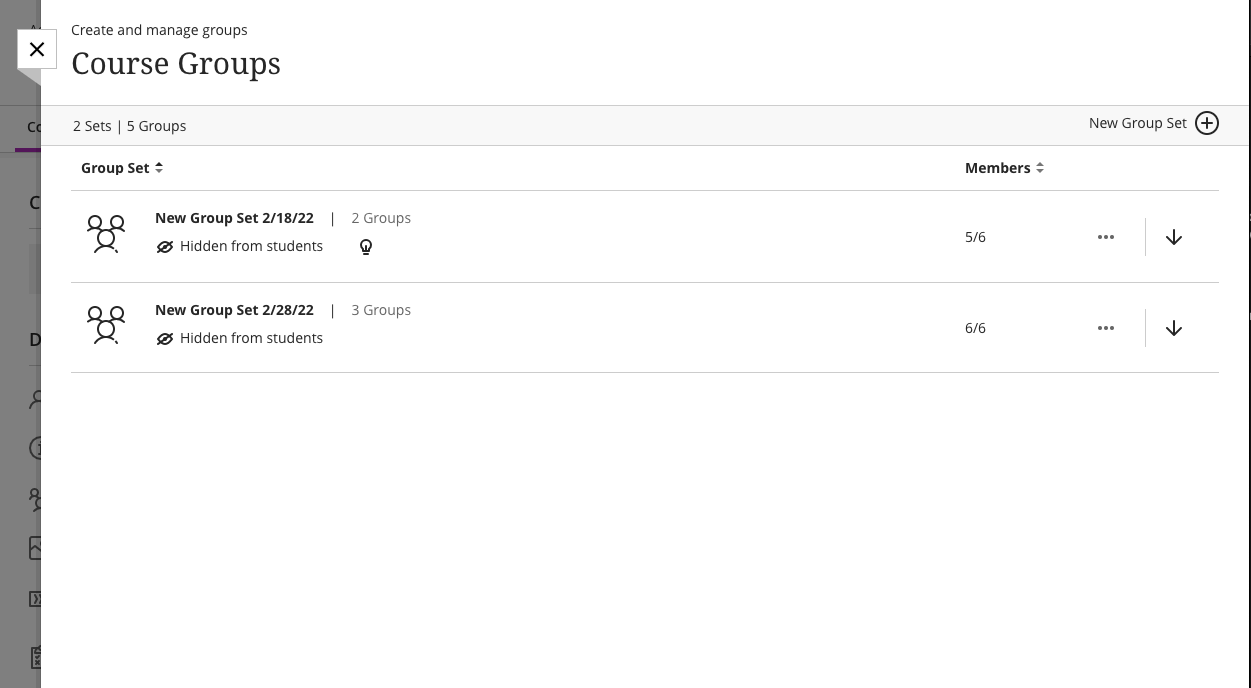 Create and manage groups
Course Groups
2 Sets | 5 Groups
New Group Set
Group Set
Members
New Group Set 2/18/22 | 2 Groups
Hidden from students
5/6
New Group Set 2/28/22 | 3 Groups
Hidden from students
6/6